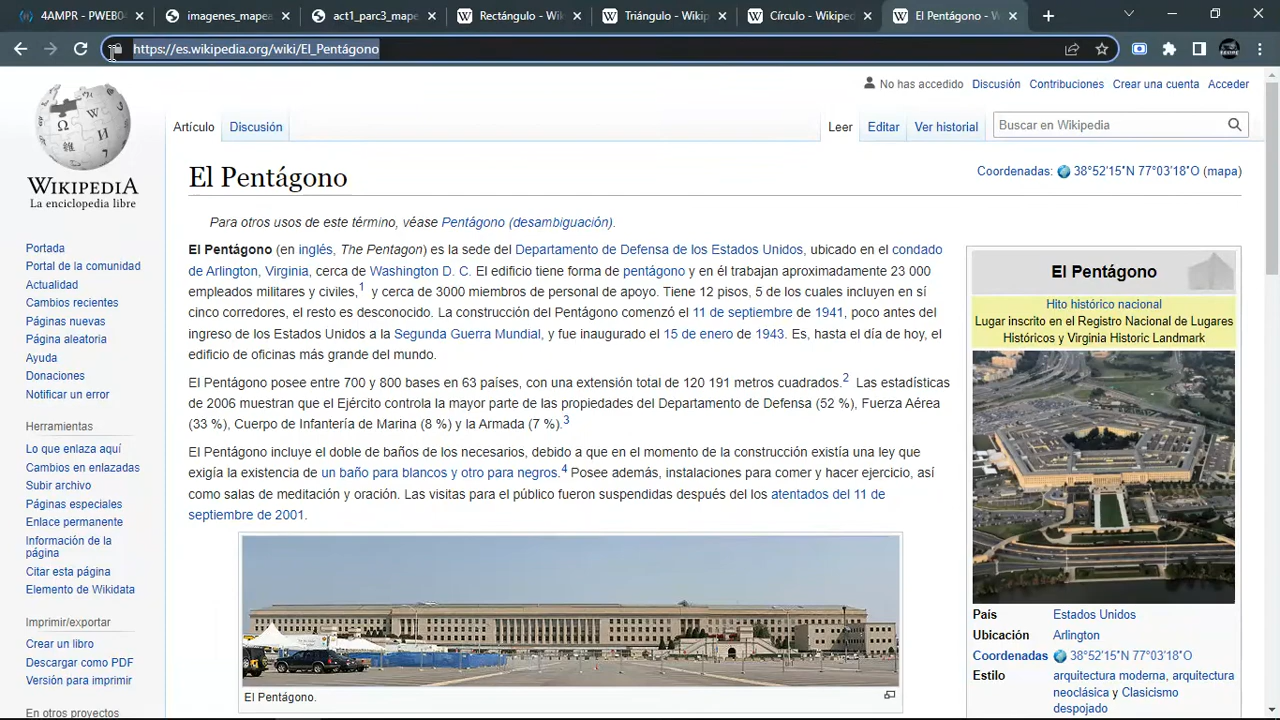 4AMPR - PWEB04
imágenes_mapea
act1_parc3_mape
Rectángulo - Wi
Triángulo - Wikip
Círculo - Wikiped
El Pentágono - W
https://es.wikipedia.org/wiki/El_Pentágono
No has accedido Discusión Contribuciones Crear una cuenta Acceder
WIKIPEDIA
La enciclopedia libre
Artículo Discusión Leer Editar Ver historial Buscar en Wikipedia
El Pentágono
Coordenadas: 38°52′15″N 77°03′18″O (mapa)
Para otros usos de este término, véase Pentágono (desambiguación).
El Pentágono (en inglés, The Pentagon) es la sede del Departamento de Defensa de los Estados Unidos, ubicado en el condado
de Arlington, Virginia, cerca de Washington D. C. El edificio tiene forma de pentágono y en él trabajan aproximadamente 23 000
empleados militares y civiles,1 y cerca de 3000 miembros de personal de apoyo. Tiene 12 pisos, 5 de los cuales incluyen en sí
cinco corredores, el resto es desconocido. La construcción del Pentágono comenzó el 11 de septiembre de 1941, poco antes del
ingreso de los Estados Unidos a la Segunda Guerra Mundial, y fue inaugurado el 15 de enero de 1943. Es, hasta el día de hoy, el
edificio de oficinas más grande del mundo.
El Pentágono posee entre 700 y 800 bases en 63 países, con una extensión total de 120 191 metros cuadrados.2 Las estadísticas
de 2006 muestran que el Ejército controla la mayor parte de las propiedades del Departamento de Defensa (52 %), Fuerza Aérea
(33 %), Cuerpo de Infantería de Marina (8 %) y la Armada (7 %).3
El Pentágono incluye el doble de baños de los necesarios, debido a que en el momento de la construcción existía una ley que
exigía la existencia de un baño para blancos y otro para negros.4 Posee además, instalaciones para comer y hacer ejercicio, así
como salas de meditación y oración. Las visitas para el público fueron suspendidas después del los atentados del 11 de
septiembre de 2001.
El Pentágono.
El Pentágono
Hito histórico nacional
Lugar inscrito en el Registro Nacional de Lugares
Históricos y Virginia Historic Landmark
País Estados Unidos
Ubicación Arlington
Coordenadas 38°52′15″N 77°03′18″O
Estilo arquitectura moderna, arquitectura
neoclásica y Clasicismo
despojado
Portada
Portal de la comunidad
Actualidad
Cambios recientes
Páginas nuevas
Página aleatoria
Ayuda
Donaciones
Notificar un error
Herramientas
Lo que enlaza aquí
Cambios en enlazadas
Subir archivo
Páginas especiales
Enlace permanente
Información de la
página
Citar esta página
Elemento de Wikidata
Imprimir/exportar
Crear un libro
Descargar como PDF
Versión para imprimir
En otros proyectos